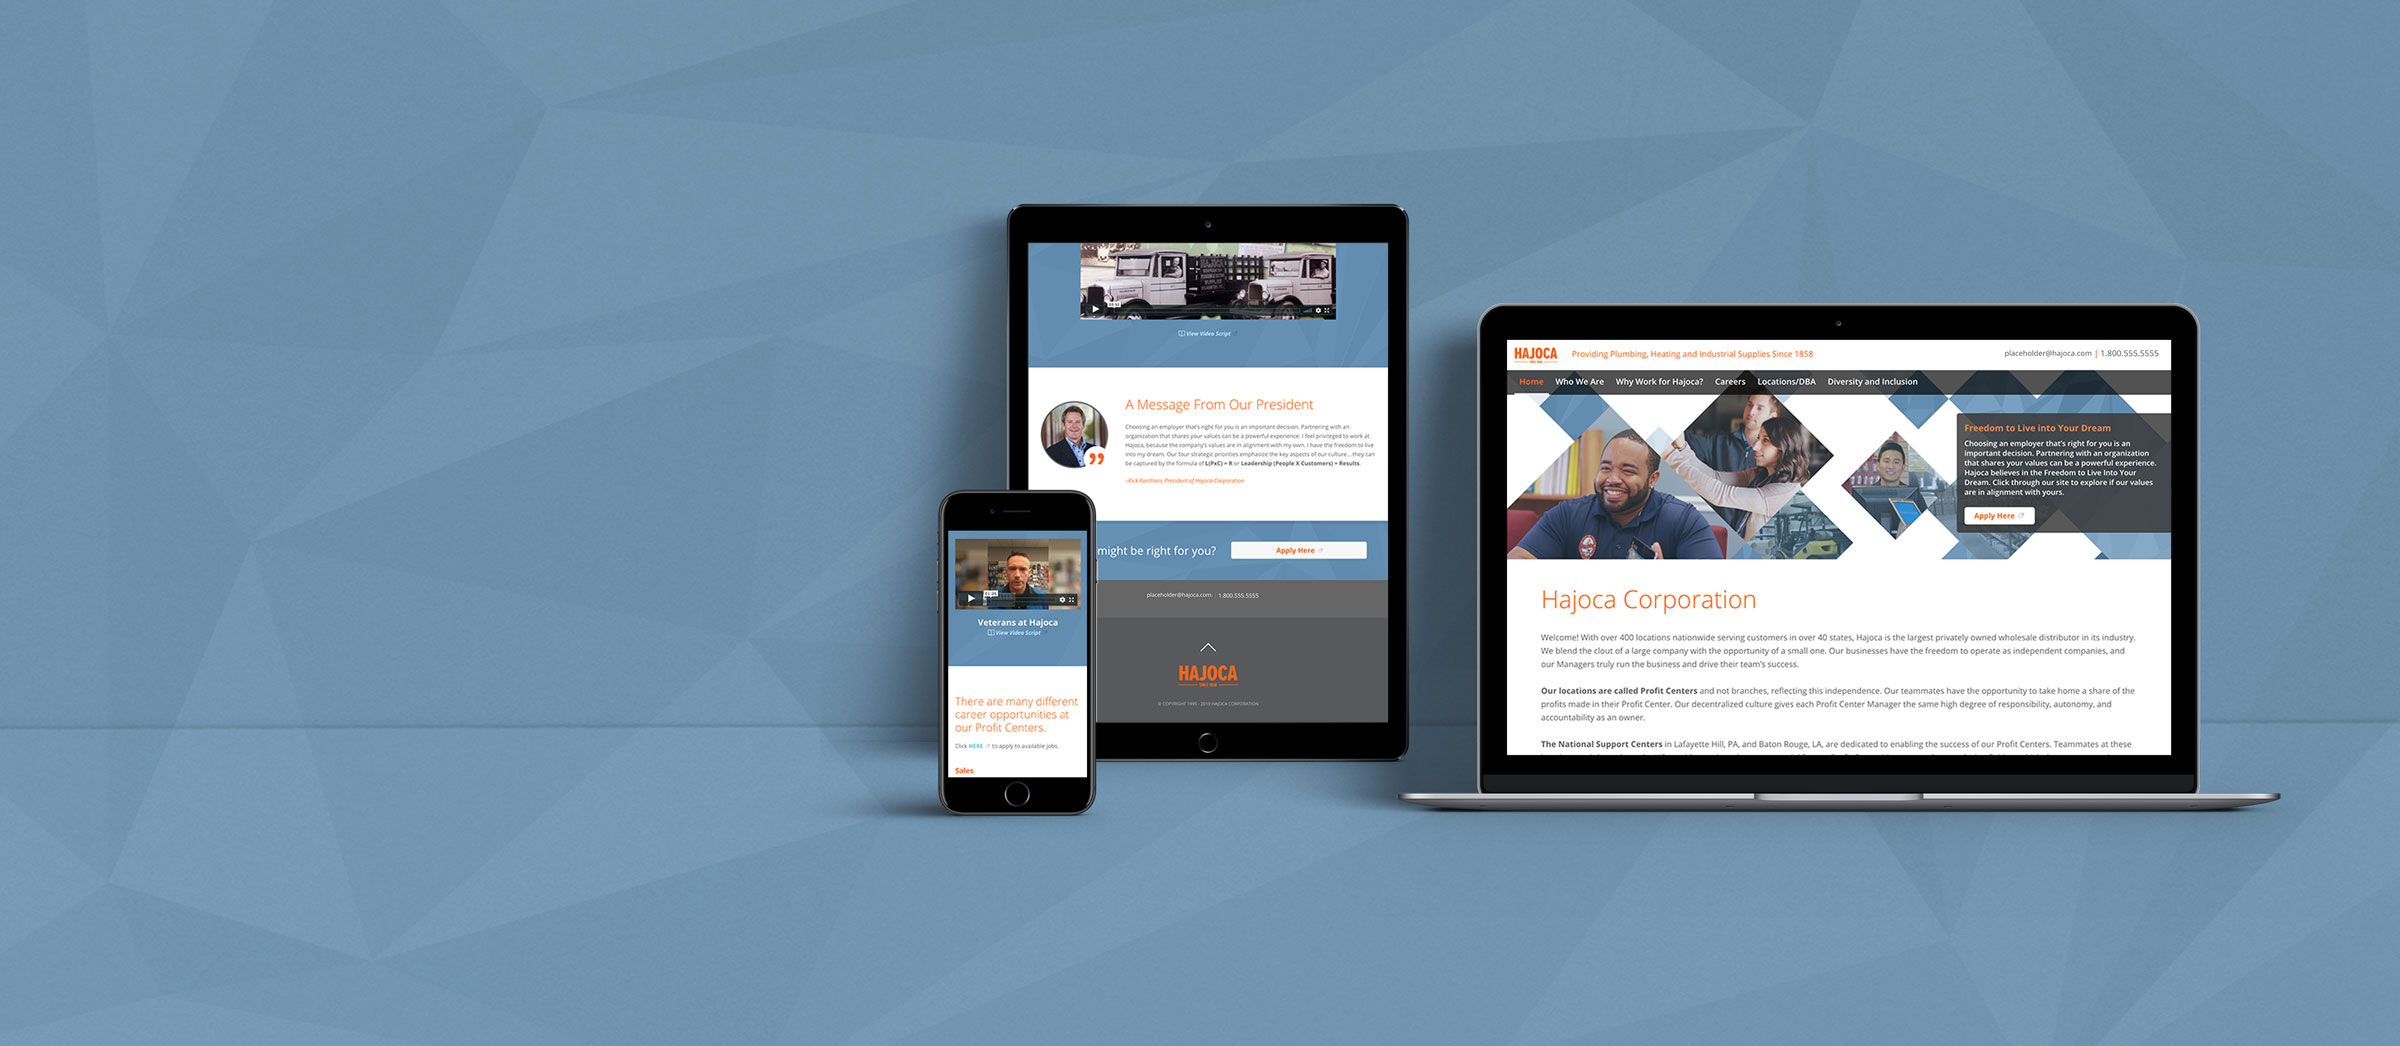 08:52
View Video Script
A Message From Our President
Choosing an employer that's right for you is an important decision. Partnering with an
organization that shares your values can be a powerful experience. I feel privileged to work at
Hajoca, because the company's values are in alignment with my own. I have the freedom to live
into my dream. Our four strategic priorities emphasize the key aspects of our culture....they can
be captured by the formula of L(PxC) = R or Leadership (People X Customers) = Results.
might be right for you?
Apply Here
placeholder@hajoca.com | 1.800.555.5555
HAJOCA
SINCE 1858
© COPYRIGHT 1995 - 2019 HAJOCA CORPORATION
Veterans at Hajoca
View Video Script
There are many different
career opportunities at
our Profit Centers.
Click HERE to apply to available jobs.
Sales
HAJOCA
SINCE 1858
Providing Plumbing, Heating and Industrial Supplies Since 1858
placeholder@hajoca.com | 1.800.555.5555
Home Who We Are Why Work for Hajoca? Careers Locations/DBA Diversity and Inclusion
Freedom to Live into Your Dream
Choosing an employer that's right for you is an
important decision. Partnering with an organization
that shares your values can be a powerful experience.
Hajoca believes in the Freedom to Live Into Your
Dream. Click through our site to explore if our values
are in alignment with yours.
Apply Here
Hajoca Corporation
Welcome! With over 400 locations nationwide serving customers in over 40 states, Hajoca is the largest privately owned wholesale distributor in its industry.
We blend the clout of a large company with the opportunity of a small one. Our businesses have the freedom to operate as independent companies, and
our Managers truly run the business and drive their team's success.
Our locations are called Profit Centers and not branches, reflecting this independence. Our teammates have the opportunity to take home a share of the
profits made in their Profit Center. Our decentralized culture gives each Profit Center Manager the same high degree of responsibility, autonomy, and
accountability as an owner.
The National Support Centers in Lafayette Hill, PA, and Baton Rouge, LA, are dedicated to enabling the success of our Profit Centers. Teammates at these